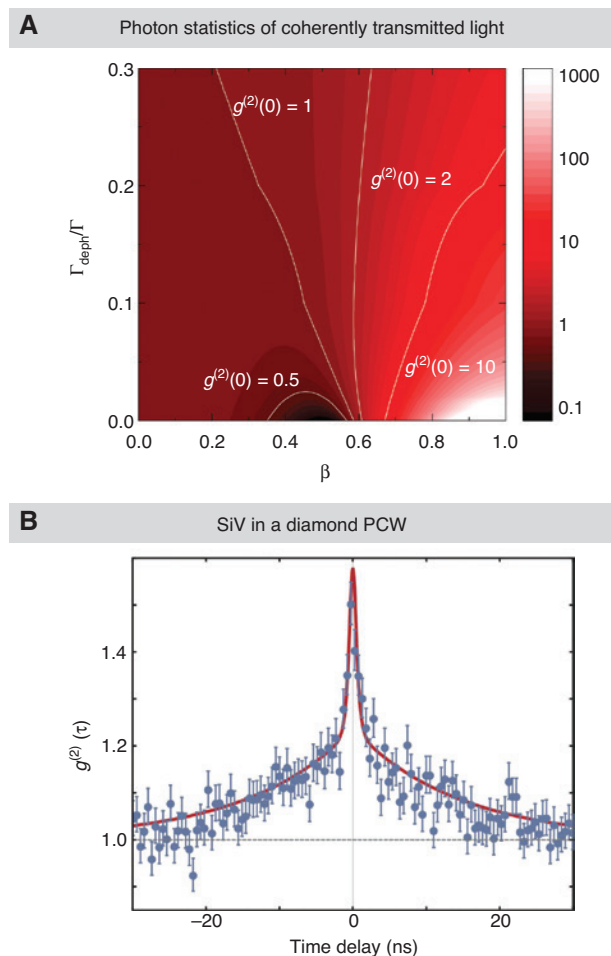 A Photon statistics of coherently transmitted light
0.3
0.2
0.1
0.0
Γdeph/Γ
g(2)(0) = 1
g(2)(0) = 2
g(2)(0) = 0.5
g(2)(0) = 10
0.0 0.2 0.4 0.6 0.8 1.0
β
1000
100
10
1
0.1
B SiV in a diamond PCW
1.4
1.2
1.0
g(2) (τ)
−20 0 20
Time delay (ns)